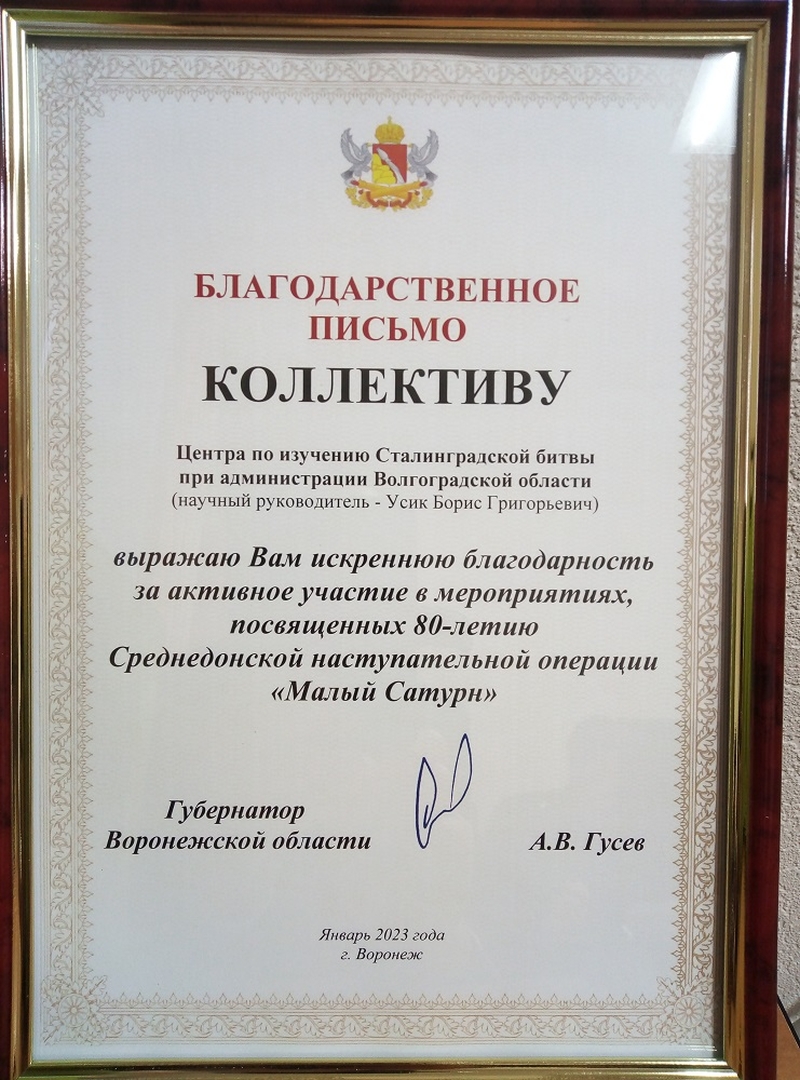 БЛАГОДАРСТВЕННОЕ
ПИСЬМО
КОЛЛЕКТИВУ
Центра по изучению Сталинградской битвы
при администрации Волгоградской области
(научный руководитель - Усик Борис Григорьевич)
выражаю Вам искреннюю благодарность
за активное участие в мероприятиях,
посвященных 80-летию
Среднедонской наступательной операции
«Малый Сатурн»
Губернатор
Воронежской области
А.В. Гусев
Январь 2023 года
г. Воронеж